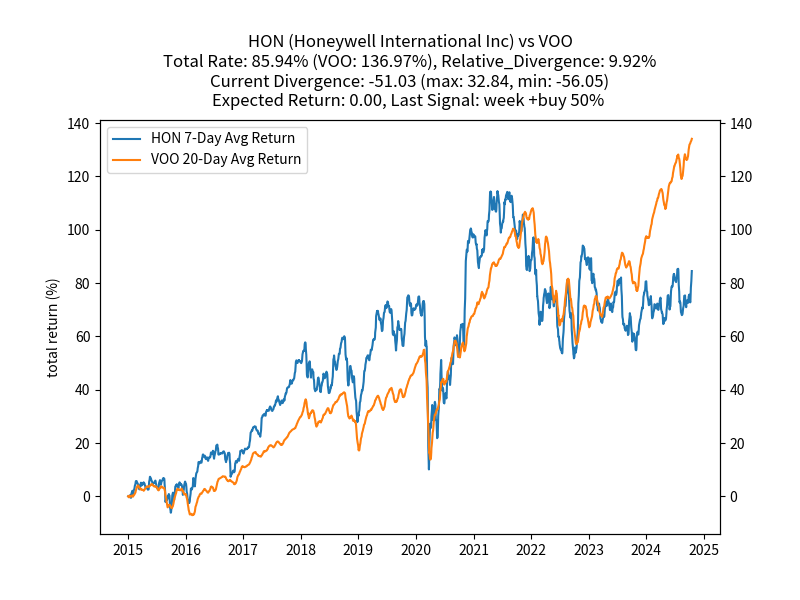 HON (Honeywell International Inc) vs VOO
Total Rate: 85.94% (VOO: 136.97%), Relative_Divergence: 9.92%
Current Divergence: -51.03 (max: 32.84, min: -56.05)
Expected Return: 0.00, Last Signal: week +buy 50%
HON 7-Day Avg Return
VOO 20-Day Avg Return
total return (%)
140 140
120 120
100 100
80 80
60 60
40 40
20 20
0 0
2015 2016 2017 2018 2019 2020 2021 2022 2023 2024 2025